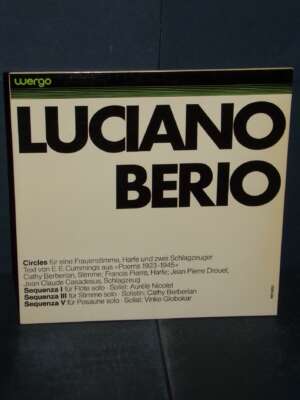 wergo
LUCIANO
BERIO
Circles für eine Frauenstimme, Harfe und zwei Schlagzeuger
Text von E. E. Cummings aus »Poems 1923-1945«
Cathy Berberian, Stimme; Francis Pierre, Harfe; Jean Pierre Drouet,
Jean Claude Casadesus, Schlagzeug
Sequenza I für Flöte solo · Solist: Aurèle Nicolet
Sequenza III für Stimme solo · Solistin: Cathy Berberian
Sequenza V für Posaune solo · Solist: Vinko Globokar